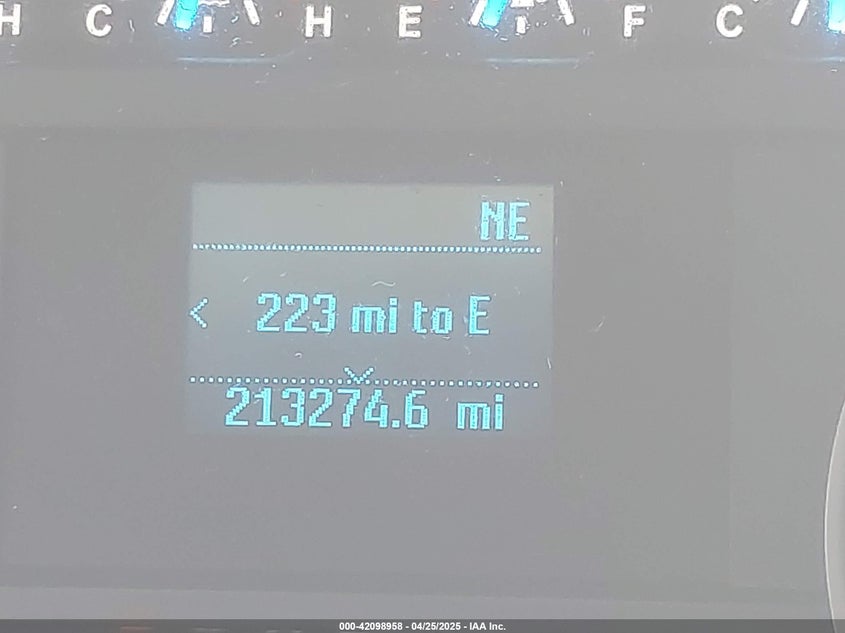 H C H E F C
NE
< 223 mi to E
213274.6 mi
000-42098958 - 04/25/2025 - IAA Inc.